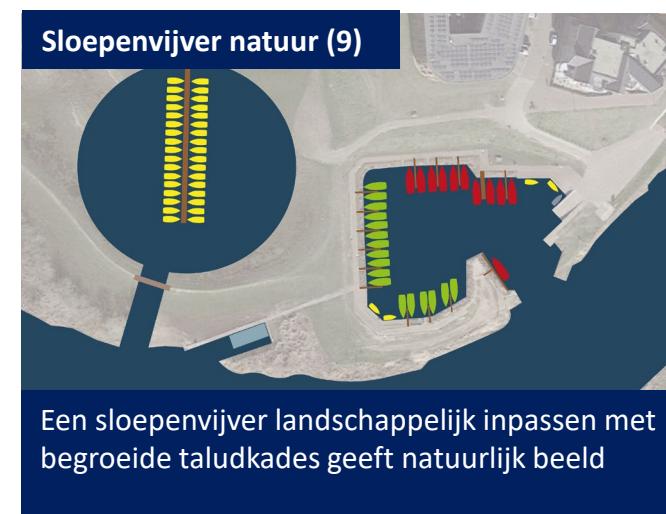 Sloepenvijver natuur (9)
Een sloepenvijver landschappelijk inpassen met
begroeide taludkades geeft natuurlijk beeld